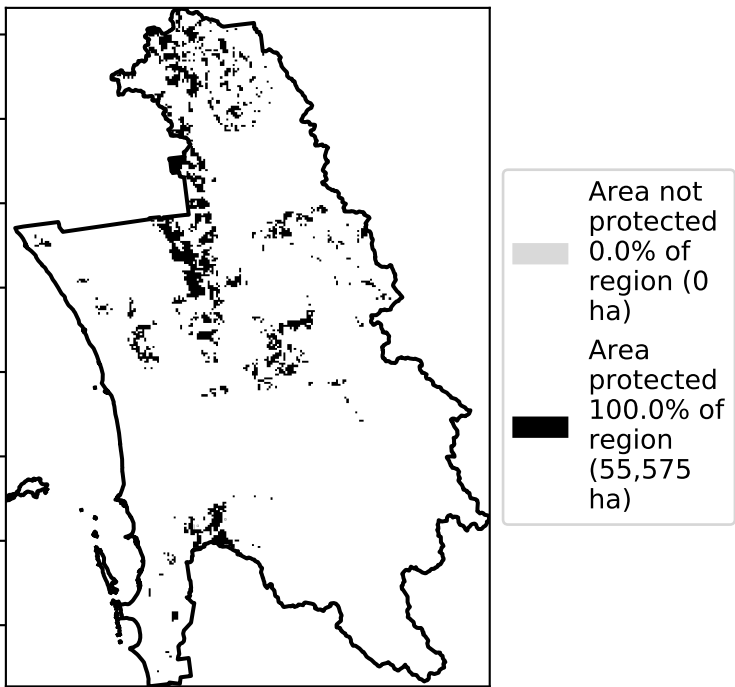 Area not
protected
0.0% of
region (0
ha)
Area
protected
100.0% of
region
(55,575
ha)